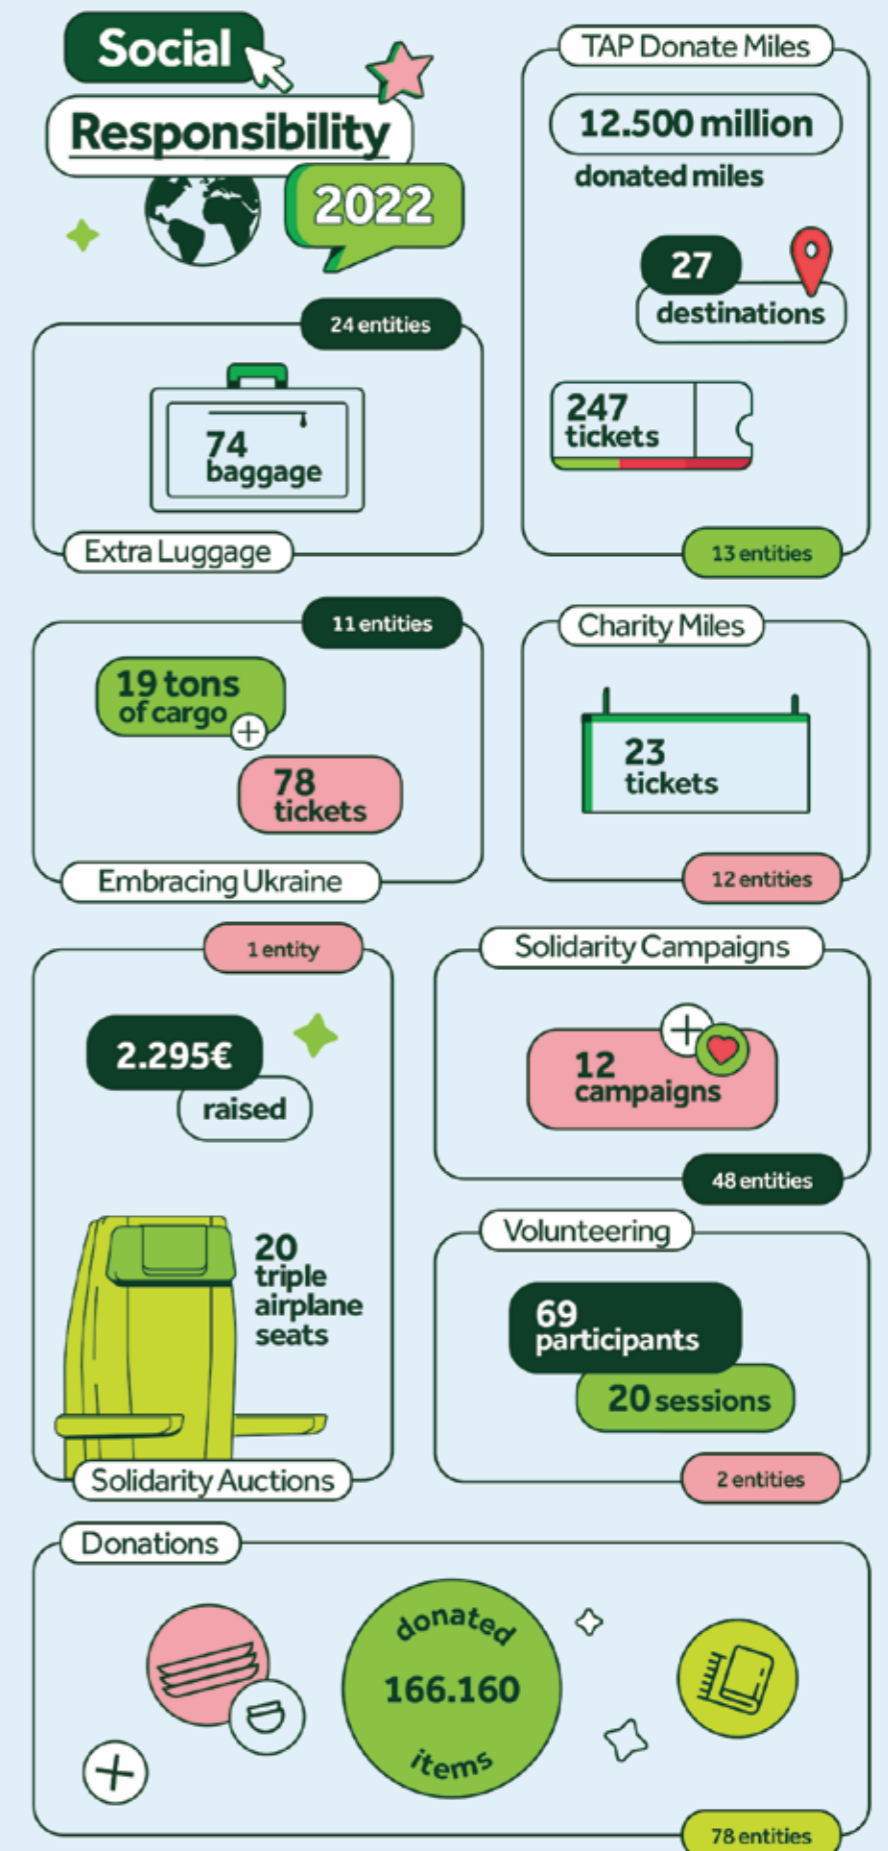 Social
Responsibility
2022
TAP Donate Miles
12.500 million
donated miles
27
destinations
247
tickets
13 entities
24 entities
74
baggage
Extra Luggage
11 entities
19 tons
of cargo
78
tickets
Embracing Ukraine
Charity Miles
23
tickets
12 entities
1 entity
2.295€
raised
20
triple
airplane
seats
Solidarity Auctions
Solidarity Campaigns
12
campaigns
48 entities
Volunteering
69
participants
20 sessions
2 entities
Donations
donated
166.160
items
78 entities